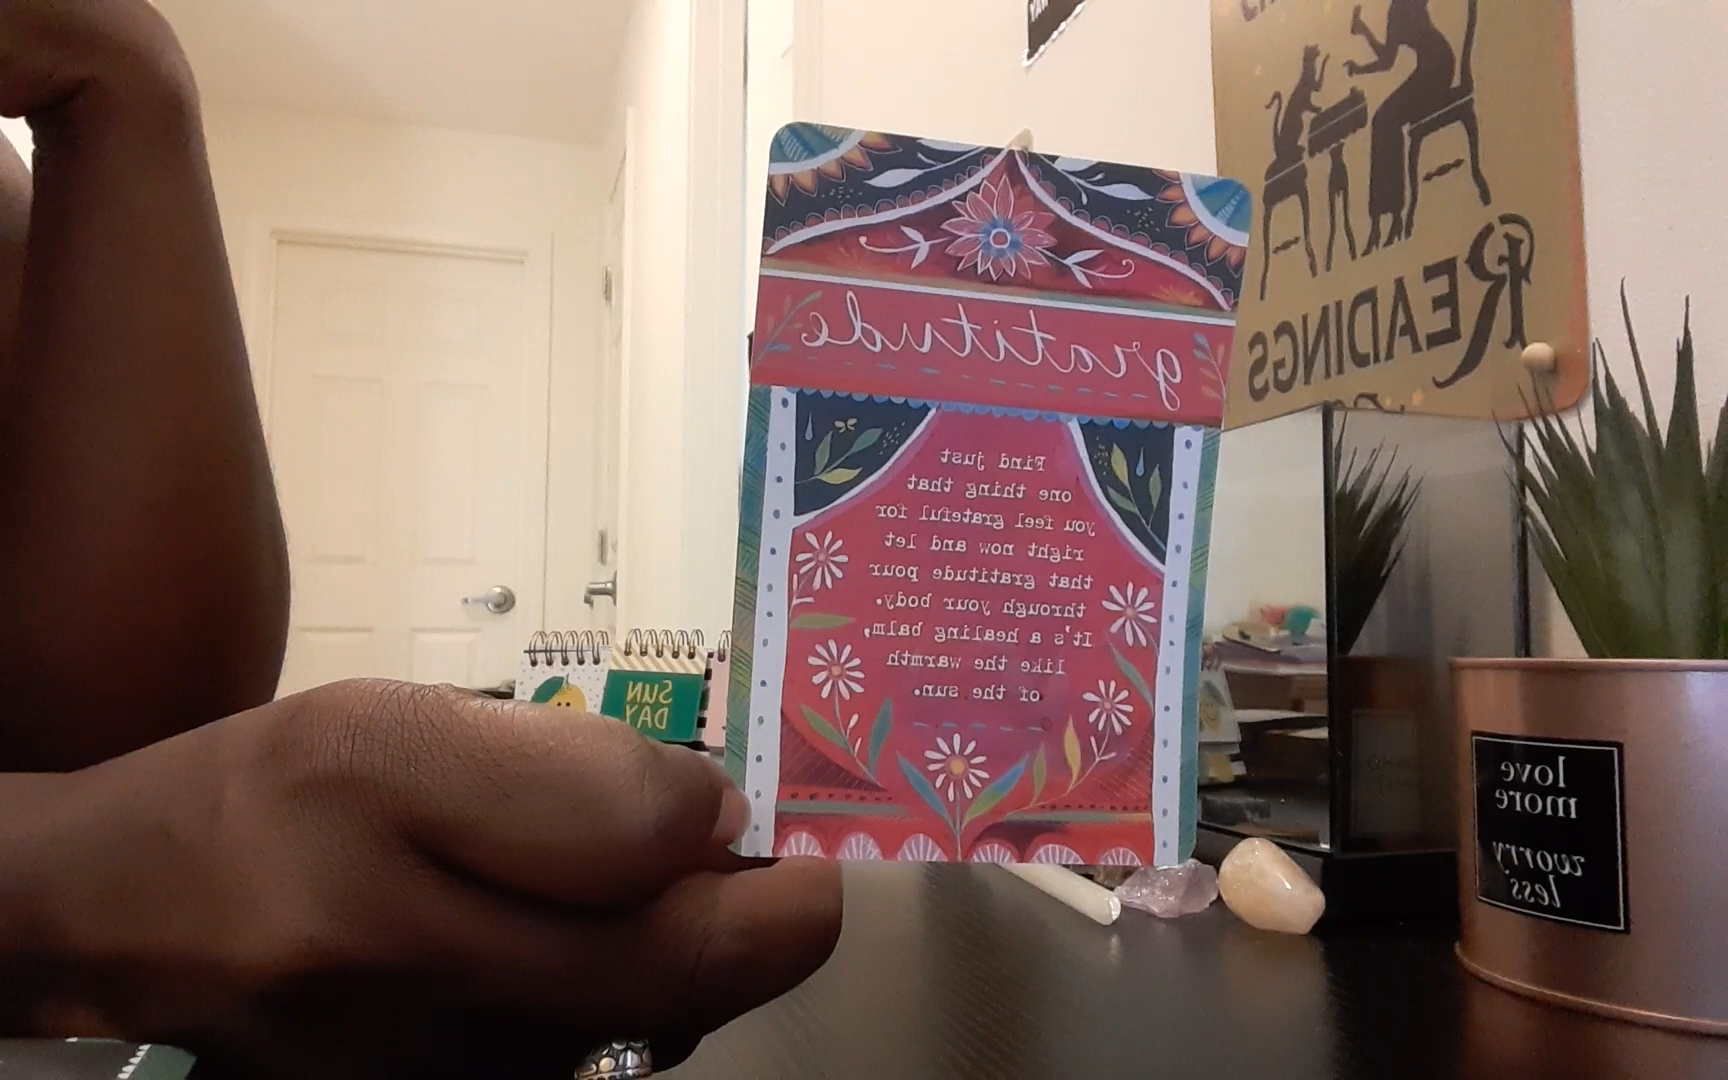 gratitude
Find just
one thing that
you feel grateful for
right now and let
that gratitude pour
through your body.
It's a healing balm,
like the warmth
of the sun.
READINGS
SUN
DAY
love
more
worry
less